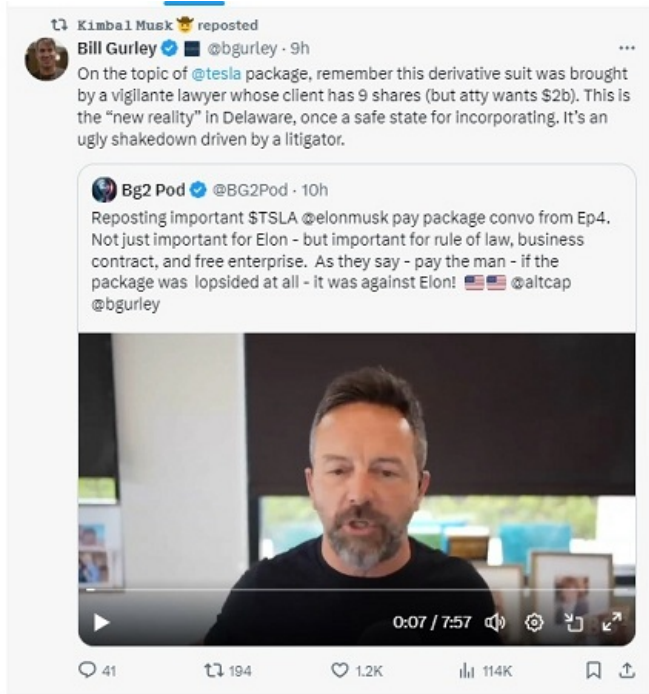 Kimbal Musk 🤠 reposted
Bill Gurley @bgurley · 9h
On the topic of @tesla package, remember this derivative suit was brought
by a vigilante lawyer whose client has 9 shares (but atty wants $2b). This is
the “new reality” in Delaware, once a safe state for incorporating. It’s an
ugly shakedown driven by a litigator.
Bg2 Pod @BG2Pod · 10h
Reposting important $TSLA @elonmusk pay package convo from Ep4.
Not just important for Elon - but important for rule of law, business
contract, and free enterprise. As they say - pay the man - if the
package was lopsided at all - it was against Elon! 🇺🇸🇺🇸 @altcap
@bgurley
0:07 / 7:57
41 194 1.2K 114K